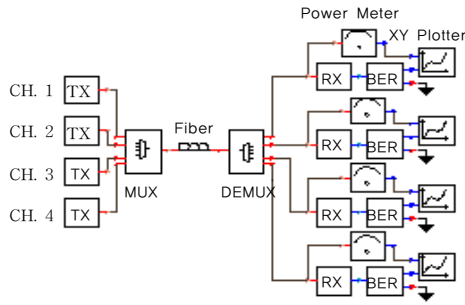 Power Meter
XY Plotter
CH. 1 TX
RX BER
CH. 2 TX
Fiber
RX BER
CH. 3 TX
MUX
DEMUX
CH. 4 TX
RX BER
RX BER